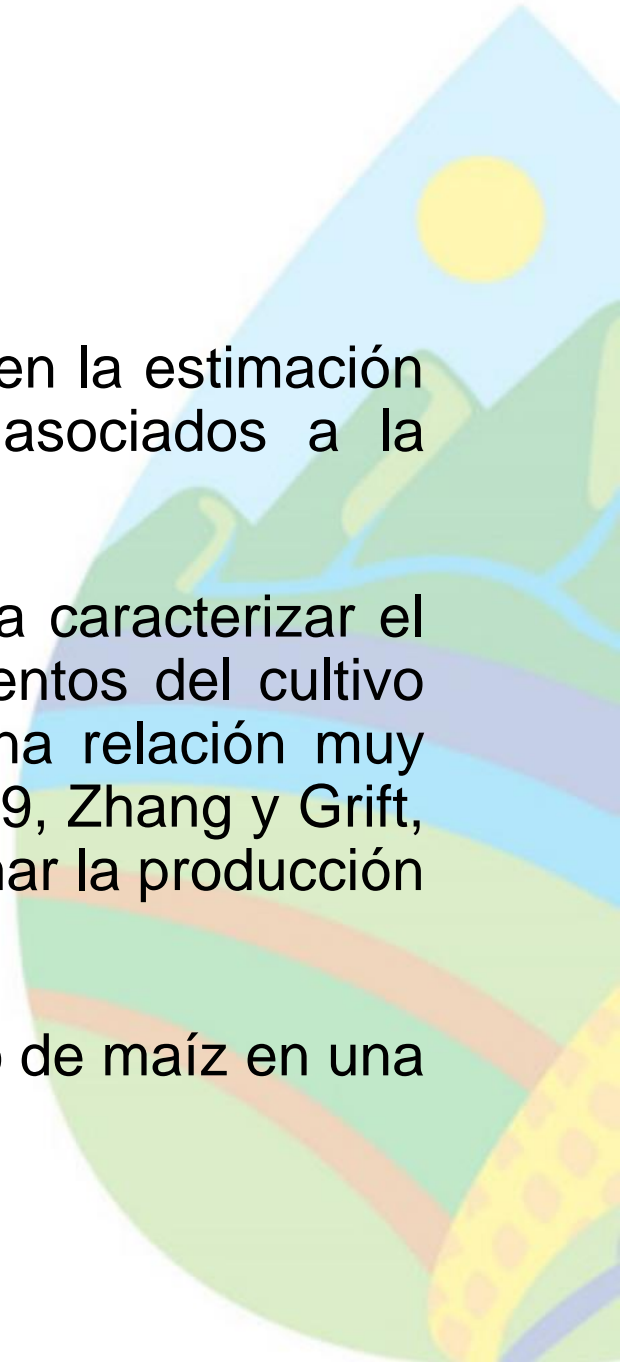 en la estimación
asociados a la
a caracterizar el
entos del cultivo
na relación muy
9, Zhang y Grift,
nar la producción
de maíz en una